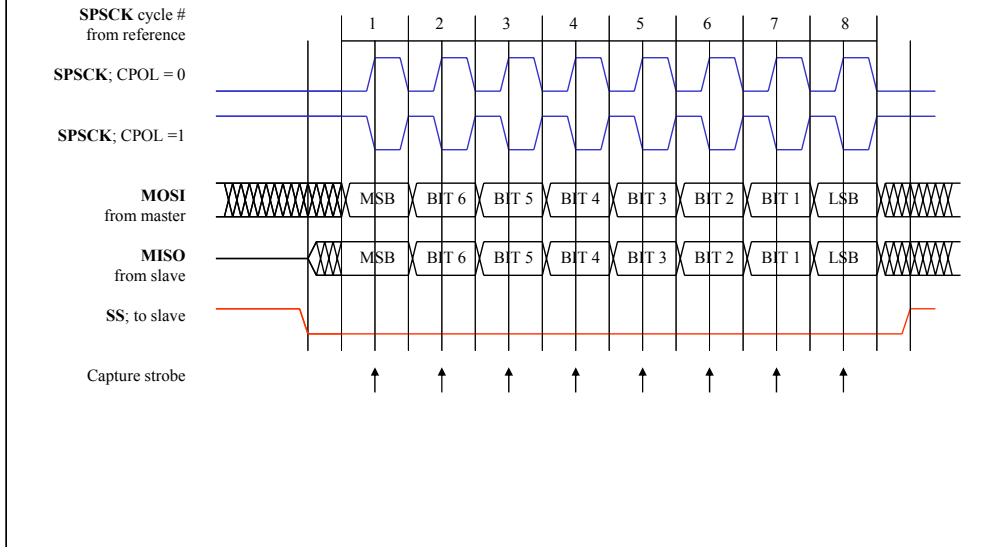 SPSCK cycle #
from reference
1 2 3 4 5 6 7 8
SPSCK; CPOL = 0
SPSCK; CPOL =1
MOSI
from master
MSB BIT 6 BIT 5 BIT 4 BIT 3 BIT 2 BIT 1 LSB
MISO
from slave
MSB BIT 6 BIT 5 BIT 4 BIT 3 BIT 2 BIT 1 LSB
SS; to slave
Capture strobe